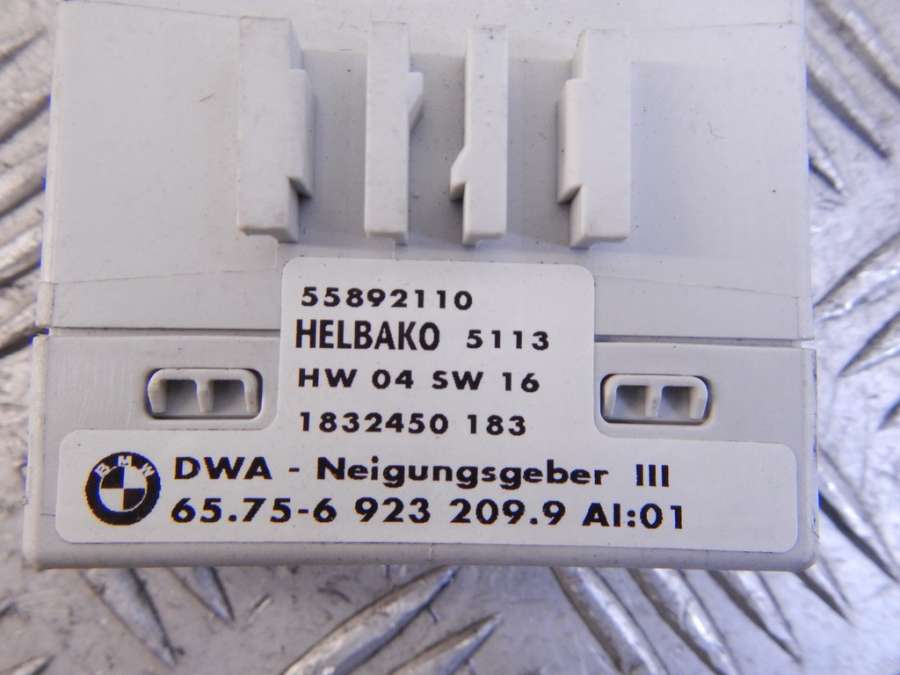 55892110
HELBAKO 5113
HW 04 SW 16
1832450 183
BMW
DWA - Neigungsgeber III
65.75-6 923 209.9 AI:01